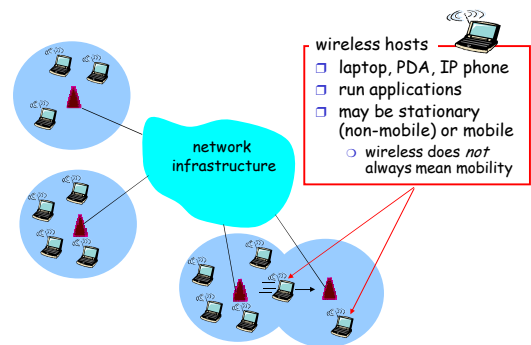 wireless hosts
❒ laptop, PDA, IP phone
❒ run applications
❒ may be stationary
(non-mobile) or mobile
❍ wireless does not
always mean mobility
network
infrastructure